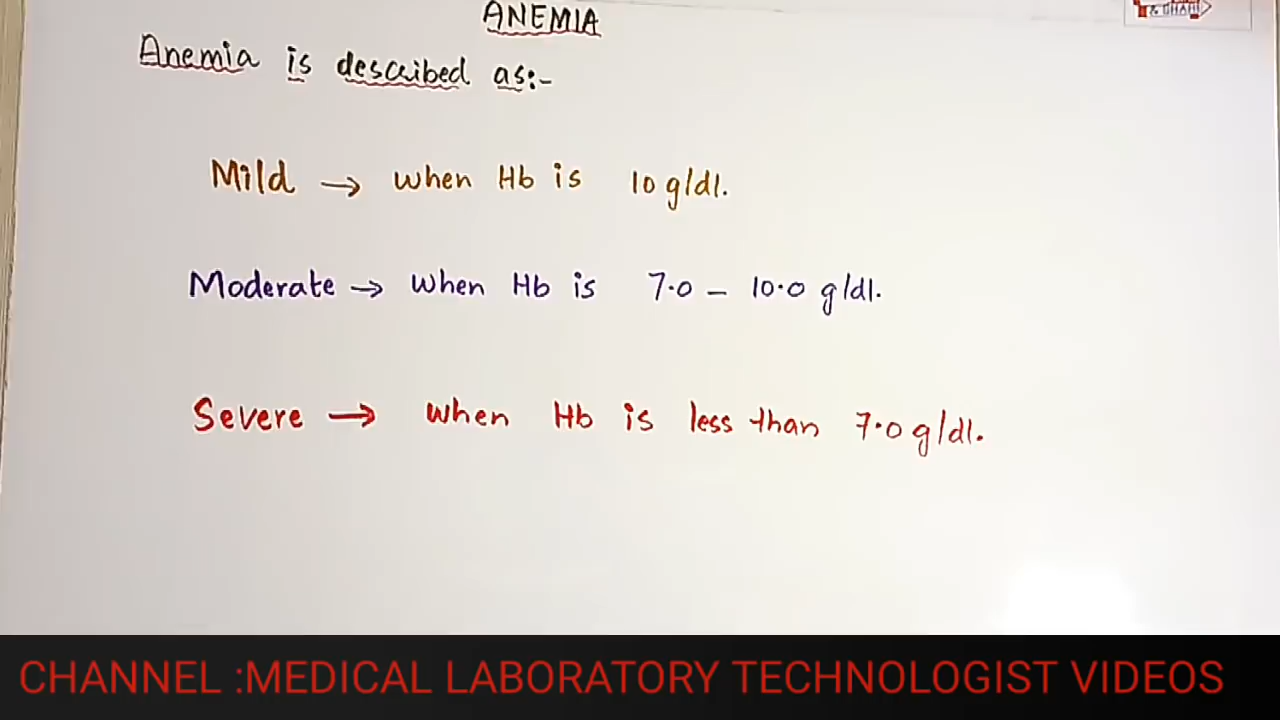 ANEMIA
& GHAI
Anemia is described as:-
Mild → when Hb is 10 g/dl.
Moderate → when Hb is 7.0 – 10.0 g/dl.
Severe → when Hb is less than 7.0 g/dl.
CHANNEL :MEDICAL LABORATORY TECHNOLOGIST VIDEOS